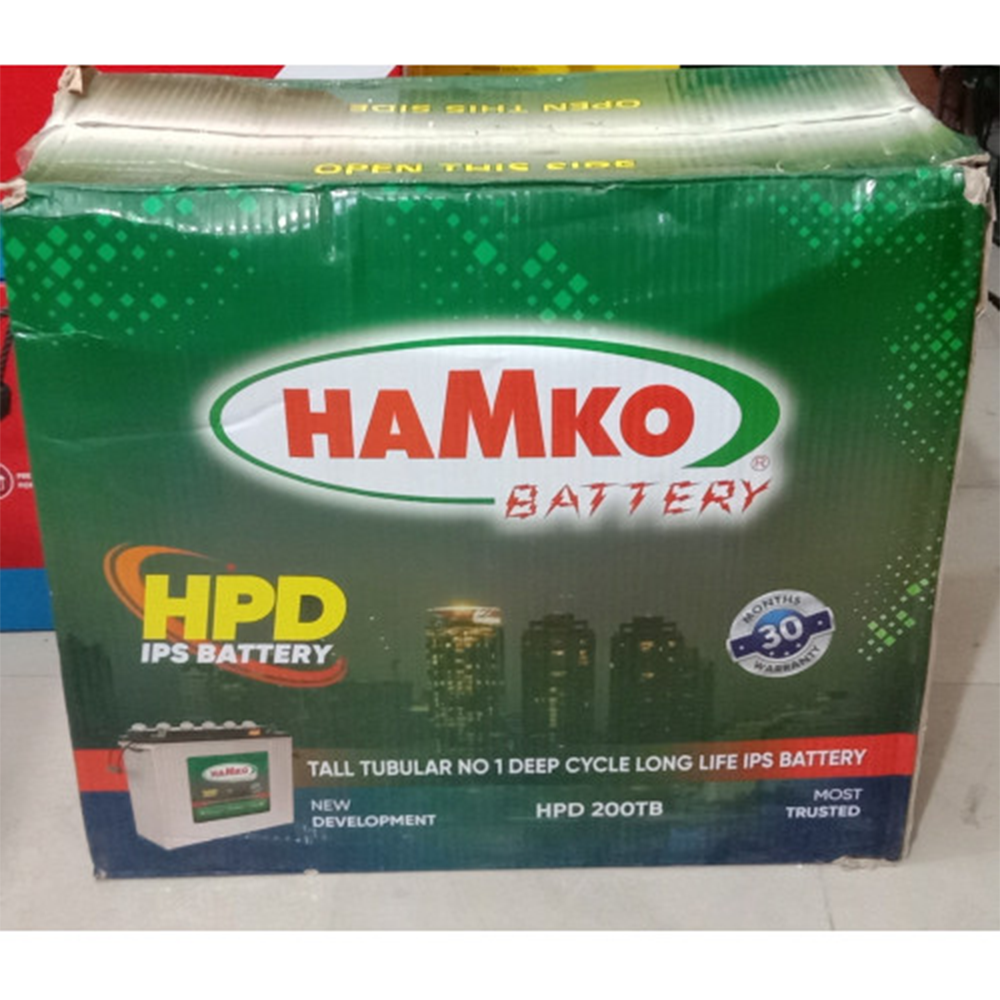 OPEN THIS SIDE
OPEN THIS SIDE
HAMKO
®
BATTERY
HPD
IPS BATTERY
MONTHS
30
WARRANTY
HAMKO
TALL TUBULAR NO 1 DEEP CYCLE LONG LIFE IPS BATTERY
NEW
DEVELOPMENT
HPD 200TB
MOST
TRUSTED